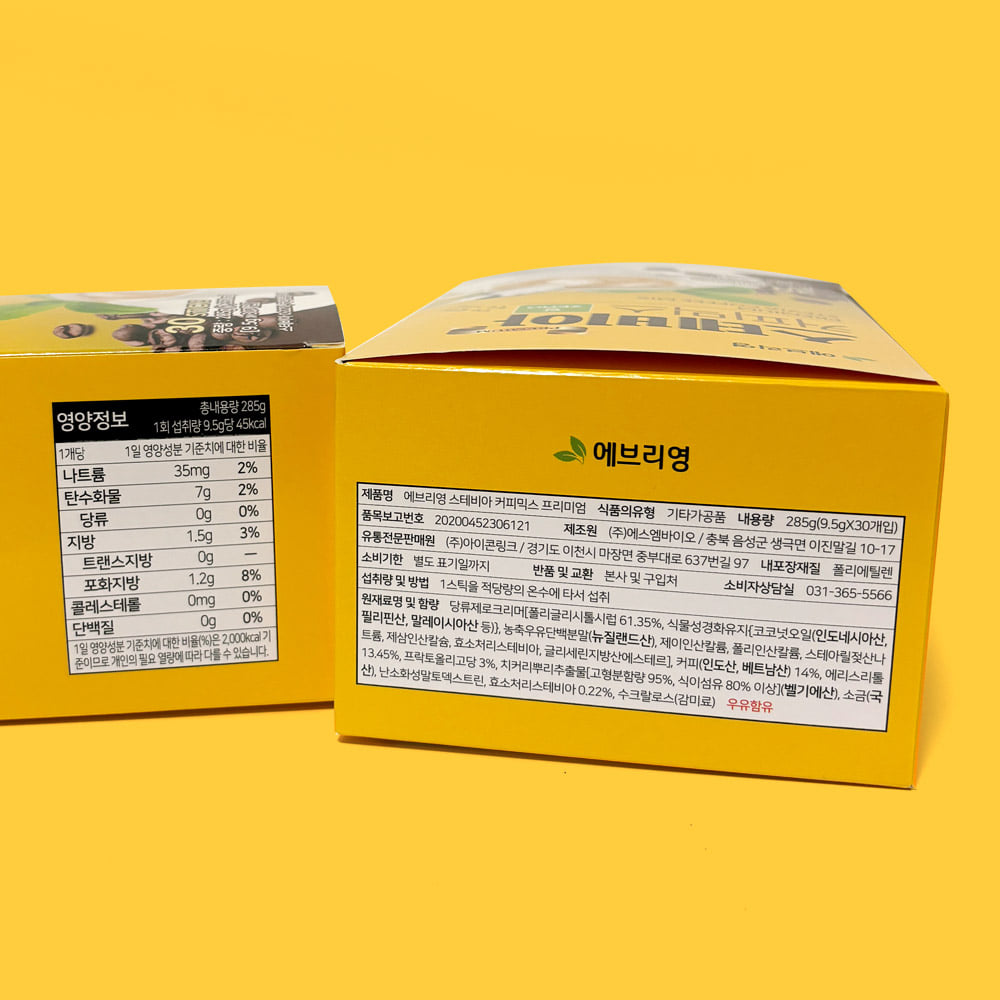 30
영양정보
총내용량 285g
1회 섭취량 9.5g당 45kcal
1개당 1일 영양성분 기준치에 대한 비율
나트륨 35mg 2%
탄수화물 7g 2%
당류 0g 0%
지방 1.5g 3%
트랜스지방 0g —
포화지방 1.2g 8%
콜레스테롤 0mg 0%
단백질 0g 0%
1일 영양성분 기준치에 대한 비율(%)은 2,000kcal 기
준이므로 개인의 필요 열량에 따라 다를 수 있습니다.
에브리영
스테비아
커피믹스
에브리영
제품명 에브리영 스테비아 커피믹스 프리미엄 식품의유형 기타가공품 내용량 285g(9.5gX30개입)
품목보고번호 20200452306121 제조원 (주)에스엠바이오 / 충북 음성군 생극면 이진말길 10-17
유통전문판매원 (주)아이콘링크 / 경기도 이천시 마장면 중부대로 637번길 97 내포장재질 폴리에틸렌
소비기한 별도 표기일까지 반품 및 교환 본사 및 구입처 소비자상담실 031-365-5566
섭취량 및 방법 1스틱을 적당량의 온수에 타서 섭취
원재료명 및 함량 당류제로크리머[폴리글리시톨시럽 61.35%, 식물성경화유지{코코넛오일(인도네시아산,
필리핀산, 말레이시아산 등)}, 농축우유단백분말(뉴질랜드산), 제이인산칼륨, 폴리인산칼륨, 스테아릴젖산나
트륨, 제삼인산칼슘, 효소처리스테비아, 글리세린지방산에스테르], 커피(인도산, 베트남산) 14%, 에리스리톨
13.45%, 프락토올리고당 3%, 치커리뿌리추출물[고형분함량 95%, 식이섬유 80% 이상](벨기에산), 소금(국
산), 난소화성말토덱스트린, 효소처리스테비아 0.22%, 수크랄로스(감미료) 우유함유